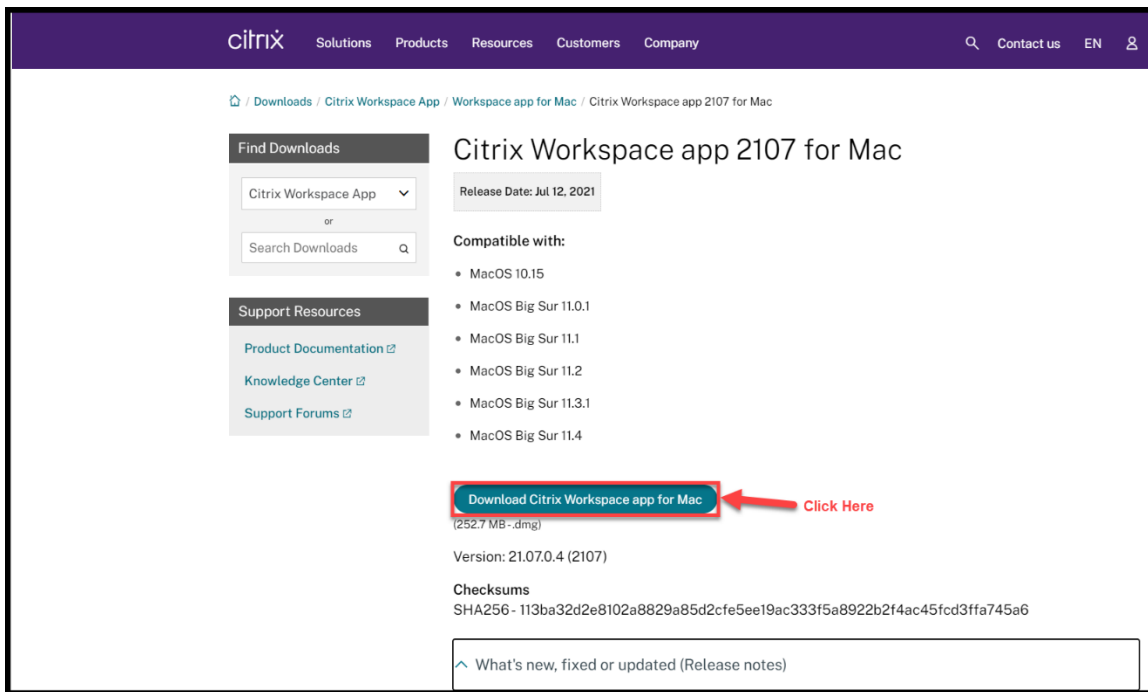 citrix Solutions Products Resources Customers Company Contact us EN
/ Downloads / Citrix Workspace App / Workspace app for Mac / Citrix Workspace app 2107 for Mac
Find Downloads
Citrix Workspace App
or
Search Downloads
Support Resources
Product Documentation
Knowledge Center
Support Forums
Citrix Workspace app 2107 for Mac
Release Date: Jul 12, 2021
Compatible with:
• MacOS 10.15
• MacOS Big Sur 11.0.1
• MacOS Big Sur 11.1
• MacOS Big Sur 11.2
• MacOS Big Sur 11.3.1
• MacOS Big Sur 11.4
Download Citrix Workspace app for Mac
Click Here
(252.7 MB-.dmg)
Version: 21.07.0.4 (2107)
Checksums
SHA256- 113ba32d2e8102a8829a85d2cfe5ee19ac333f5a8922b2f4ac45fcd3ffa745a6
What's new, fixed or updated (Release notes)